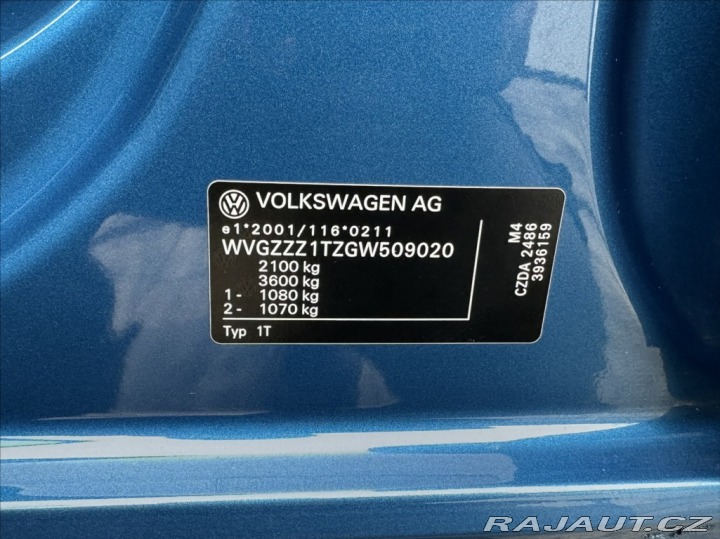 VOLKSWAGEN AG
e1*2001/116*0211
WVGZZZ1TZGW509020
2100 kg
3600 kg
1 - 1080 kg
2 - 1070 kg
Typ 1T
M4
CZDA 2486
3936159
RAJAUT.CZ